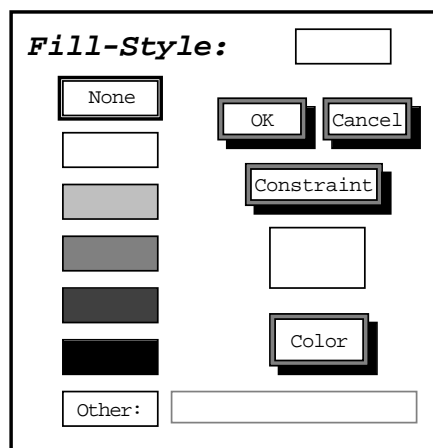 Fill-Style:
None
OK
Cancel
Constraint
Color
Other: